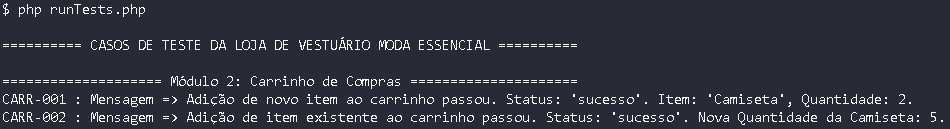 $ php runTests.php
========== CASOS DE TESTE DA LOJA DE VESTUÁRIO MODA ESSENCIAL ==========
==================== Módulo 2: Carrinho de Compras =====================
CARR-001 : Mensagem => Adição de novo item ao carrinho passou. Status: 'sucesso'. Item: 'Camiseta', Quantidade: 2.
CARR-002 : Mensagem => Adição de item existente ao carrinho passou. Status: 'sucesso'. Nova Quantidade da Camiseta: 5.